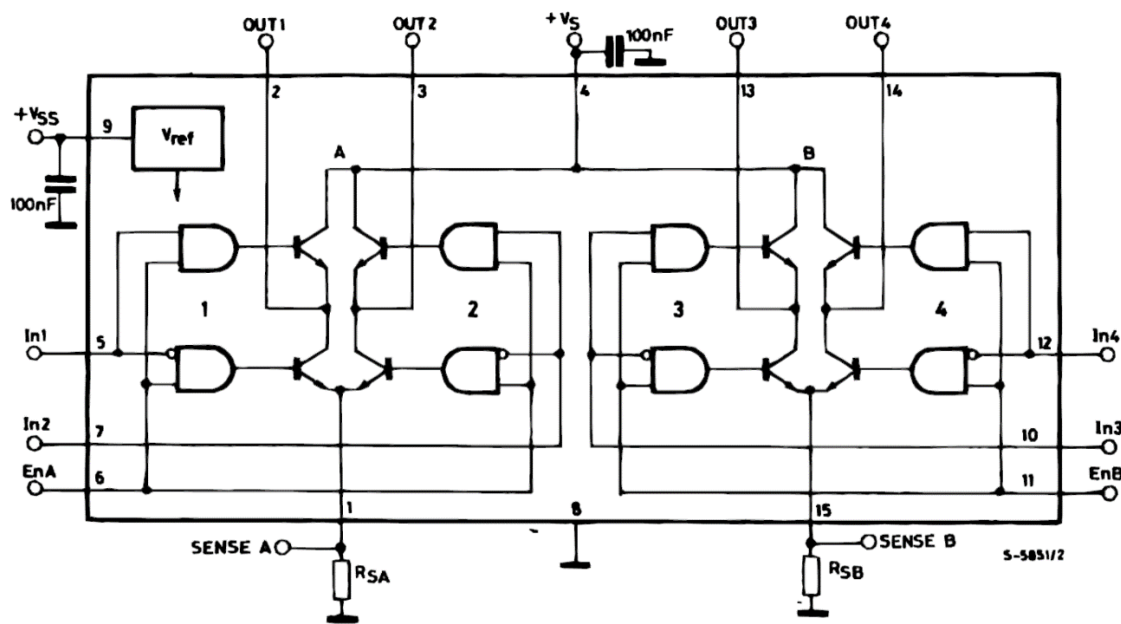 OUT1 OUT2 +VS 100nF OUT3 OUT4
2 3 4 13 14
+VSS 9 Vref
A B
100nF
1 2 3 4
In1 5 12 In4
In2 7 10 In3
EnA 6 11 EnB
1 8 15
SENSE A SENSE B S-5851/2
RSA RSB